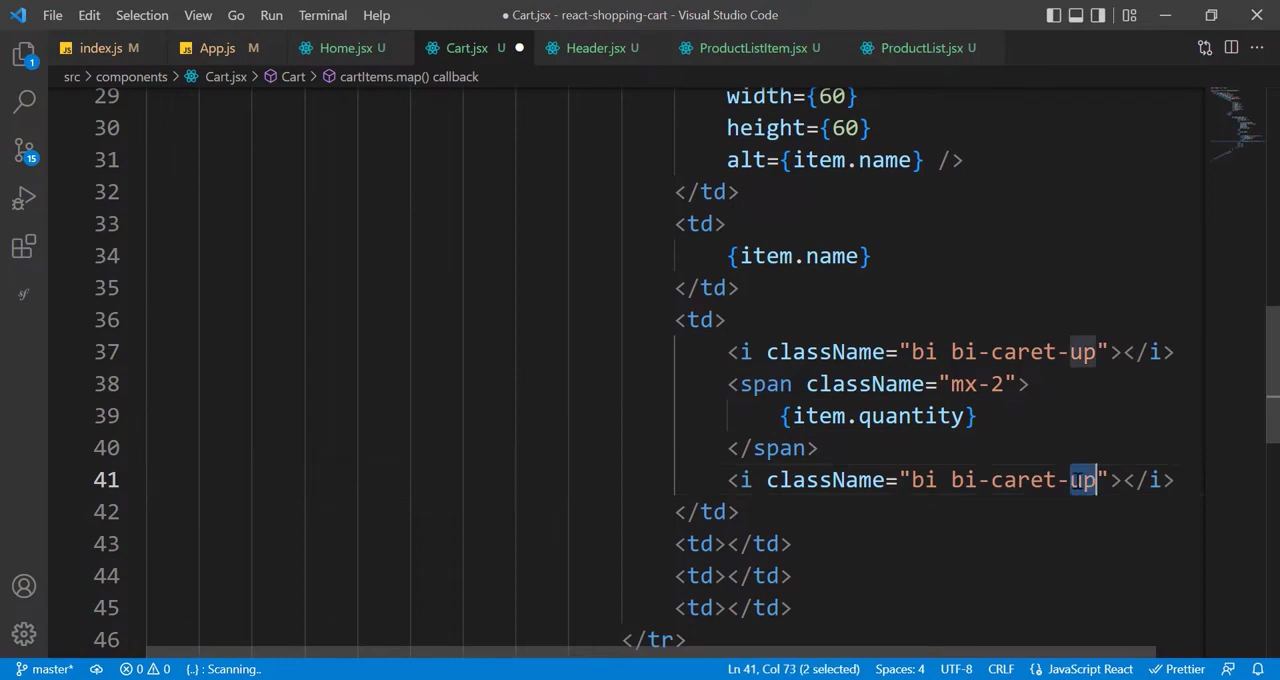 File Edit Selection View Go Run Terminal Help
● Cart.jsx - react-shopping-cart - Visual Studio Code
index.js M
App.js M
Home.jsx U
Cart.jsx U
Header.jsx U
ProductListItem.jsx U
ProductList.jsx U
src > components > Cart.jsx > Cart > cartItems.map() callback
29 width={60}
30 height={60}
31 alt={item.name} />
32 </td>
33 <td>
34 {item.name}
35 </td>
36 <td>
37 <i className="bi bi-caret-up"></i>
38 <span className="mx-2">
39 {item.quantity}
40 </span>
41 <i className="bi bi-caret-up"></i>
42 </td>
43 <td></td>
44 <td></td>
45 <td></td>
46 </tr>
1
15
master* 0 0 {..} : Scanning.. Ln 41, Col 73 (2 selected) Spaces: 4 UTF-8 CRLF JavaScript React Prettier